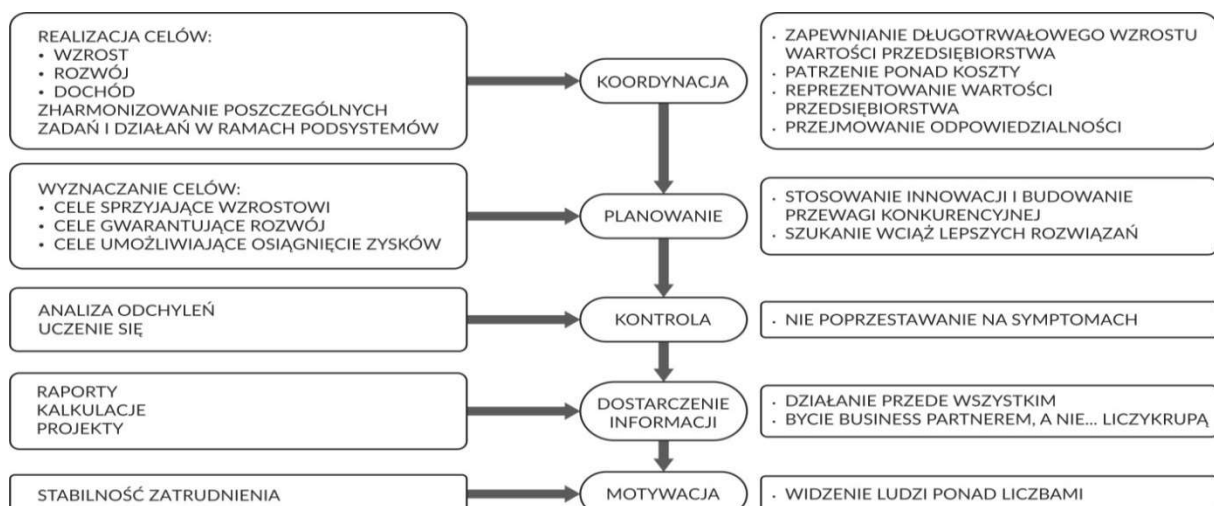 REALIZACJA CELÓW:
• WZROST
• ROZWÓJ
• DOCHÓD
ZHARMONIZOWANIE POSZCZEGÓLNYCH
ZADAŃ I DZIAŁAŃ W RAMACH PODSYSTEMÓW
KOORDYNACJA
· ZAPEWNIANIE DŁUGOTRWAŁOWEGO WZROSTU
WARTOŚCI PRZEDSIĘBIORSTWA
· PATRZENIE PONAD KOSZTY
· REPREZENTOWANIE WARTOŚCI
PRZEDSIĘBIORSTWA
· PRZEJMOWANIE ODPOWIEDZIALNOŚCI
WYZNACZANIE CELÓW:
• CELE SPRZYJAJĄCE WZROSTOWI
• CELE GWARANTUJĄCE ROZWÓJ
• CELE UMOŻLIWIAJĄCE OSIĄGNIĘCIE ZYSKÓW
PLANOWANIE
· STOSOWANIE INNOWACJI I BUDOWANIE
PRZEWAGI KONKURENCYJNEJ
· SZUKANIE WCIĄŻ LEPSZYCH ROZWIĄZAŃ
ANALIZA ODCHYLEŃ
UCZENIE SIĘ
KONTROLA
· NIE POPRZESTAWANIE NA SYMPTOMACH
RAPORTY
KALKULACJE
PROJEKTY
DOSTARCZENIE
INFORMACJI
· DZIAŁANIE PRZEDE WSZYSTKIM
· BYCIE BUSINESS PARTNEREM, A NIE... LICZYKRUPĄ
STABILNOŚĆ ZATRUDNIENIA
MOTYWACJA
· WIDZENIE LUDZI PONAD LICZBAMI